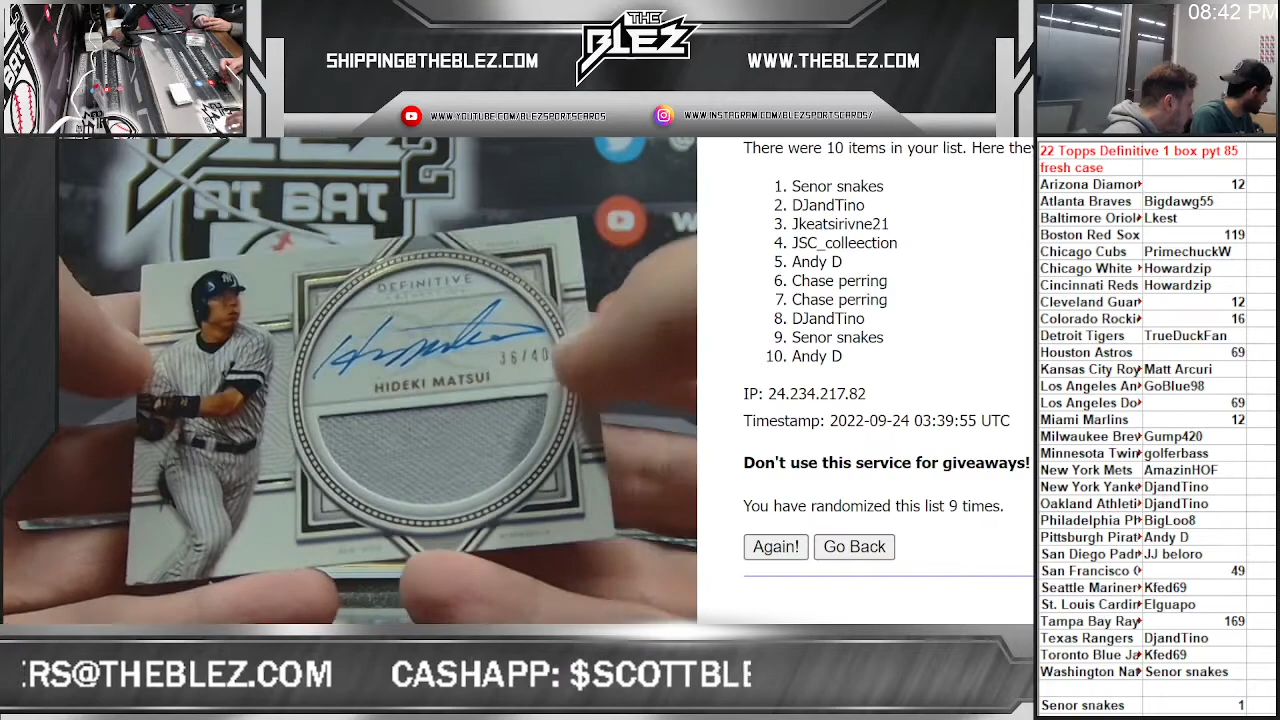 08:42 PM
THE
BLEZ
SHIPPING@THEBLEZ.COM
WWW.THEBLEZ.COM
WWW.YOUTUBE.COM/BLEZSPORTSCARDS
WWW.INSTAGRAM.COM/BLEZSPORTSCARDS/
2
AT BAT
DEFINITIVE
36/40
HIDEKI MATSUI
There were 10 items in your list. Here they
1. Senor snakes
2. DJandTino
3. Jkeatsirivne21
4. JSC_colleection
5. Andy D
6. Chase perring
7. Chase perring
8. DJandTino
9. Senor snakes
10. Andy D
IP: 24.234.217.82
Timestamp: 2022-09-24 03:39:55 UTC
Don't use this service for giveaways!
You have randomized this list 9 times.
Again! Go Back
22 Topps Definitive 1 box pyt 85
fresh case
Arizona Diamon 12
Atlanta Braves Bigdawg55
Baltimore Oriol Lkest
Boston Red Sox 119
Chicago Cubs PrimechuckW
Chicago White Howardzip
Cincinnati Reds Howardzip
Cleveland Guar 12
Colorado Rocki 16
Detroit Tigers TrueDuckFan
Houston Astros 69
Kansas City Roy Matt Arcuri
Los Angeles An GoBlue98
Los Angeles Do 69
Miami Marlins 12
Milwaukee Brev Gump420
Minnesota Twin golferbass
New York Mets AmazinHOF
New York Yanke DjandTino
Oakland Athleti DjandTino
Philadelphia Ph BigLoo8
Pittsburgh Pirat Andy D
San Diego Padr JJ beloro
San Francisco G 49
Seattle Mariner Kfed69
St. Louis Cardin Elguapo
Tampa Bay Ray 169
Texas Rangers DjandTino
Toronto Blue Ja Kfed69
Washington Nat Senor snakes
Senor snakes 1
ERS@THEBLEZ.COM CASHAPP: $SCOTTBLE